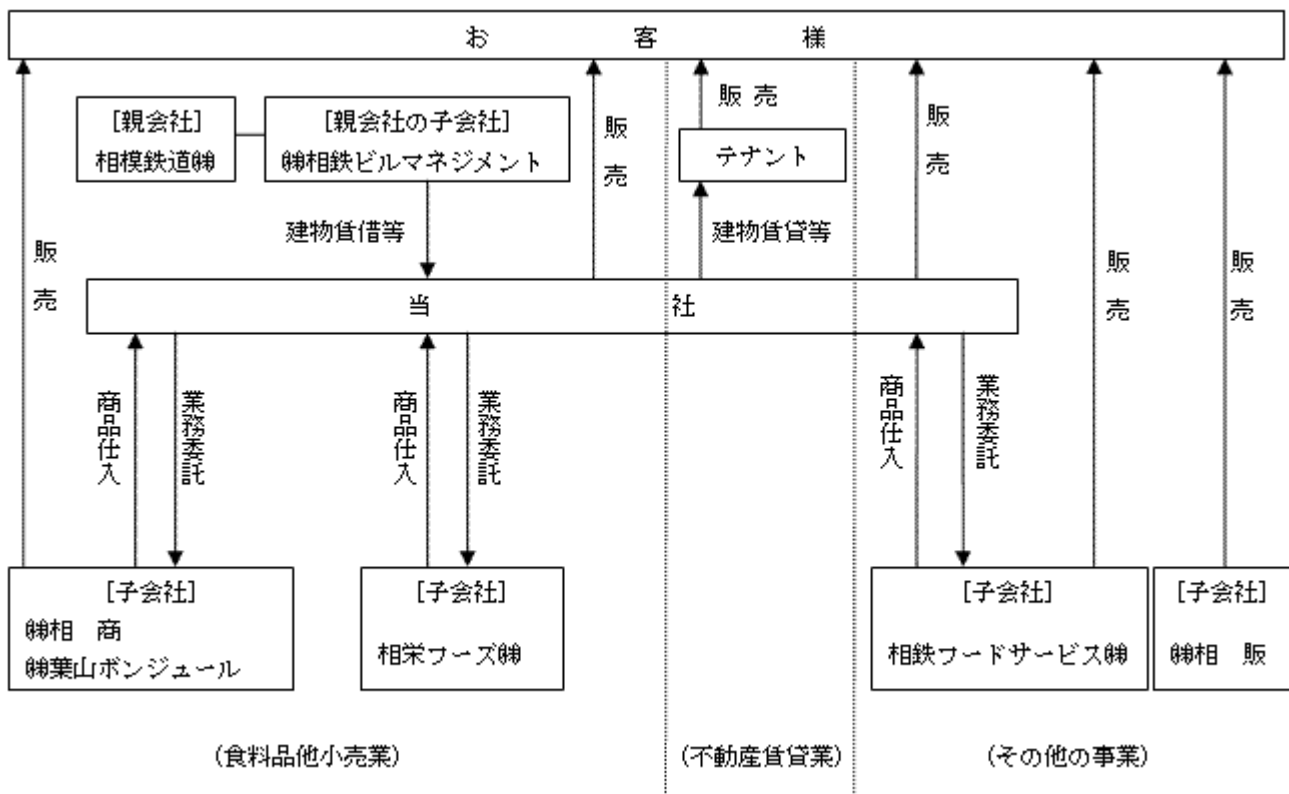 お客様
[親会社]
相模鉄道㈱
[親会社の子会社]
㈱相鉄ビルマネジメント
販売
販売
テナント
販売
建物賃借等
建物賃貸等
販売
販売
販売
当社
商品仕入
業務委託
商品仕入
業務委託
商品仕入
業務委託
[子会社]
㈱相 商
㈱葉山ボンジュール
[子会社]
相栄フーズ㈱
[子会社]
相鉄フードサービス㈱
[子会社]
㈱相 販
(食料品他小売業)
(不動産賃貸業)
(その他の事業)